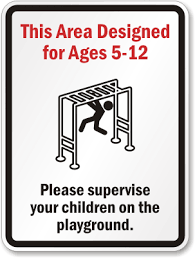 This Area Designed
for Ages 5-12
Please supervise
your children on the
playground.